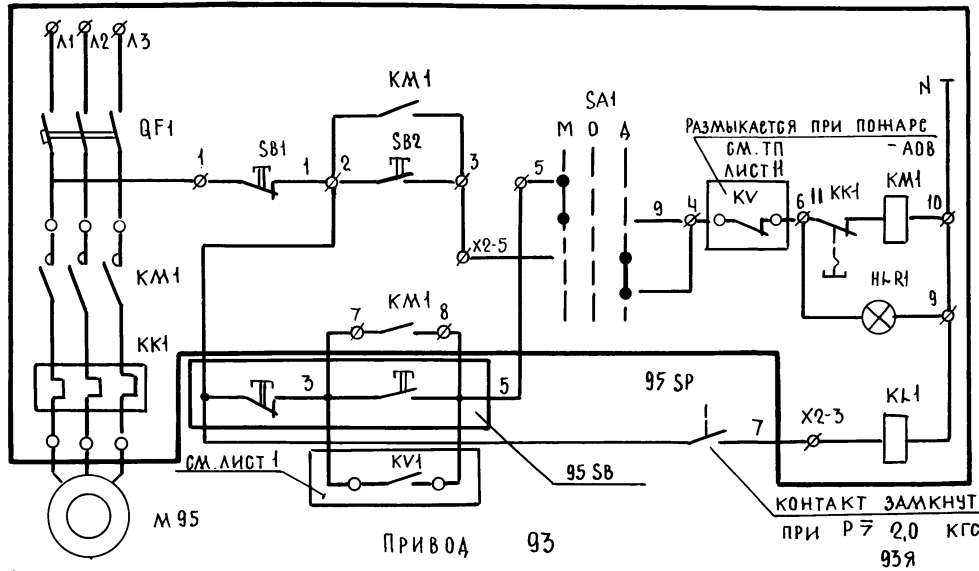 Л1 Л2 Л3
QF1
KM1
SB1
SB2
1
1
2
3
X2-5
KM1
KK1
7
KM1
8
3
5
5
SA1
М О Д
РАЗМЫКАЕТСЯ ПРИ ПОЖАРЕ
СМ. ТП - АОВ
ЛИСТ 11
9
4
KV
6
11
KK1
KM1
10
N
HLR1
9
95 SP
7
X2-3
KL1
СМ. ЛИСТ 1
KV1
95 SB
М 95
ПРИВОД 93
КОНТАКТ ЗАМКНУТ
ПРИ Р ⩾ 2,0 КГС
93Я